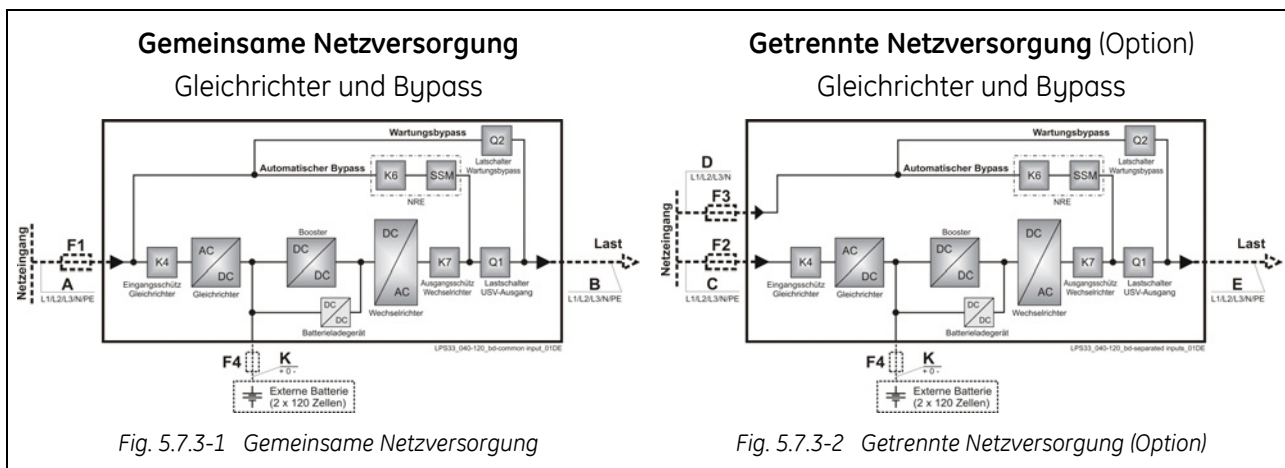 Gemeinsame Netzversorgung
Gleichrichter und Bypass
Wartungsbypass
Q2
Latschalter
Wartungsbypass
Automatischer Bypass
K6
SSM
NRE
Netzeingang
F1
A
L1/L2/L3/N/PE
K4
Eingangsschütz
Gleichrichter
AC
DC
Gleichrichter
Booster
DC
DC
DC
DC
Batterieladegerät
DC
AC
Wechselrichter
K7
Ausgangsschütz
Wechselrichter
Q1
Lastschalter
USV-Ausgang
Last
B
L1/L2/L3/N/PE
LPS33_040-120_bd-common input_01DE
F4
K
+ 0 -
Externe Batterie
(2 x 120 Zellen)
Fig. 5.7.3-1 Gemeinsame Netzversorgung
Getrennte Netzversorgung (Option)
Gleichrichter und Bypass
Wartungsbypass
Q2
Latschalter
Wartungsbypass
Automatischer Bypass
K6
SSM
NRE
D
L1/L2/L3/N
F3
Netzeingang
F2
C
L1/L2/L3/N/PE
K4
Eingangsschütz
Gleichrichter
AC
DC
Gleichrichter
Booster
DC
DC
DC
DC
Batterieladegerät
DC
AC
Wechselrichter
K7
Ausgangsschütz
Wechselrichter
Q1
Lastschalter
USV-Ausgang
Last
E
L1/L2/L3/N/PE
LPS33_040-120_bd-separated inputs_01DE
F4
K
+ 0 -
Externe Batterie
(2 x 120 Zellen)
Fig. 5.7.3-2 Getrennte Netzversorgung (Option)